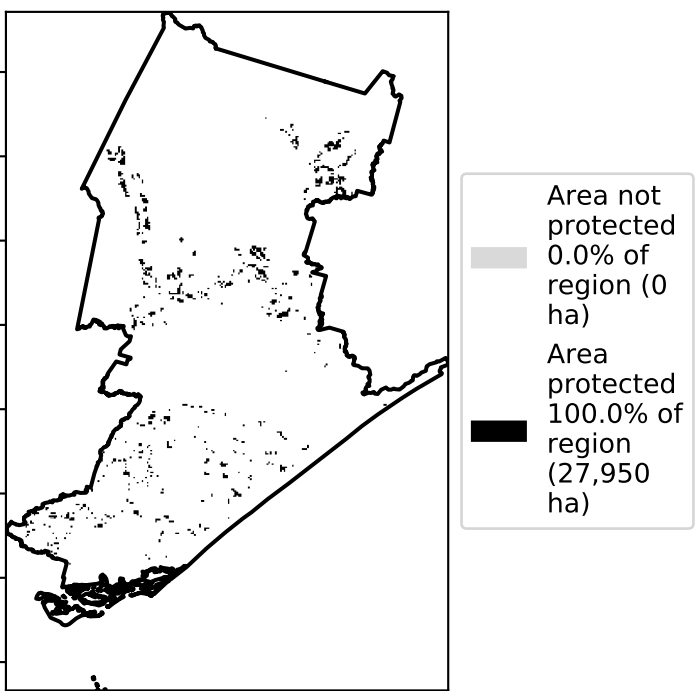 Area not
protected
0.0% of
region (0
ha)
Area
protected
100.0% of
region
(27,950
ha)